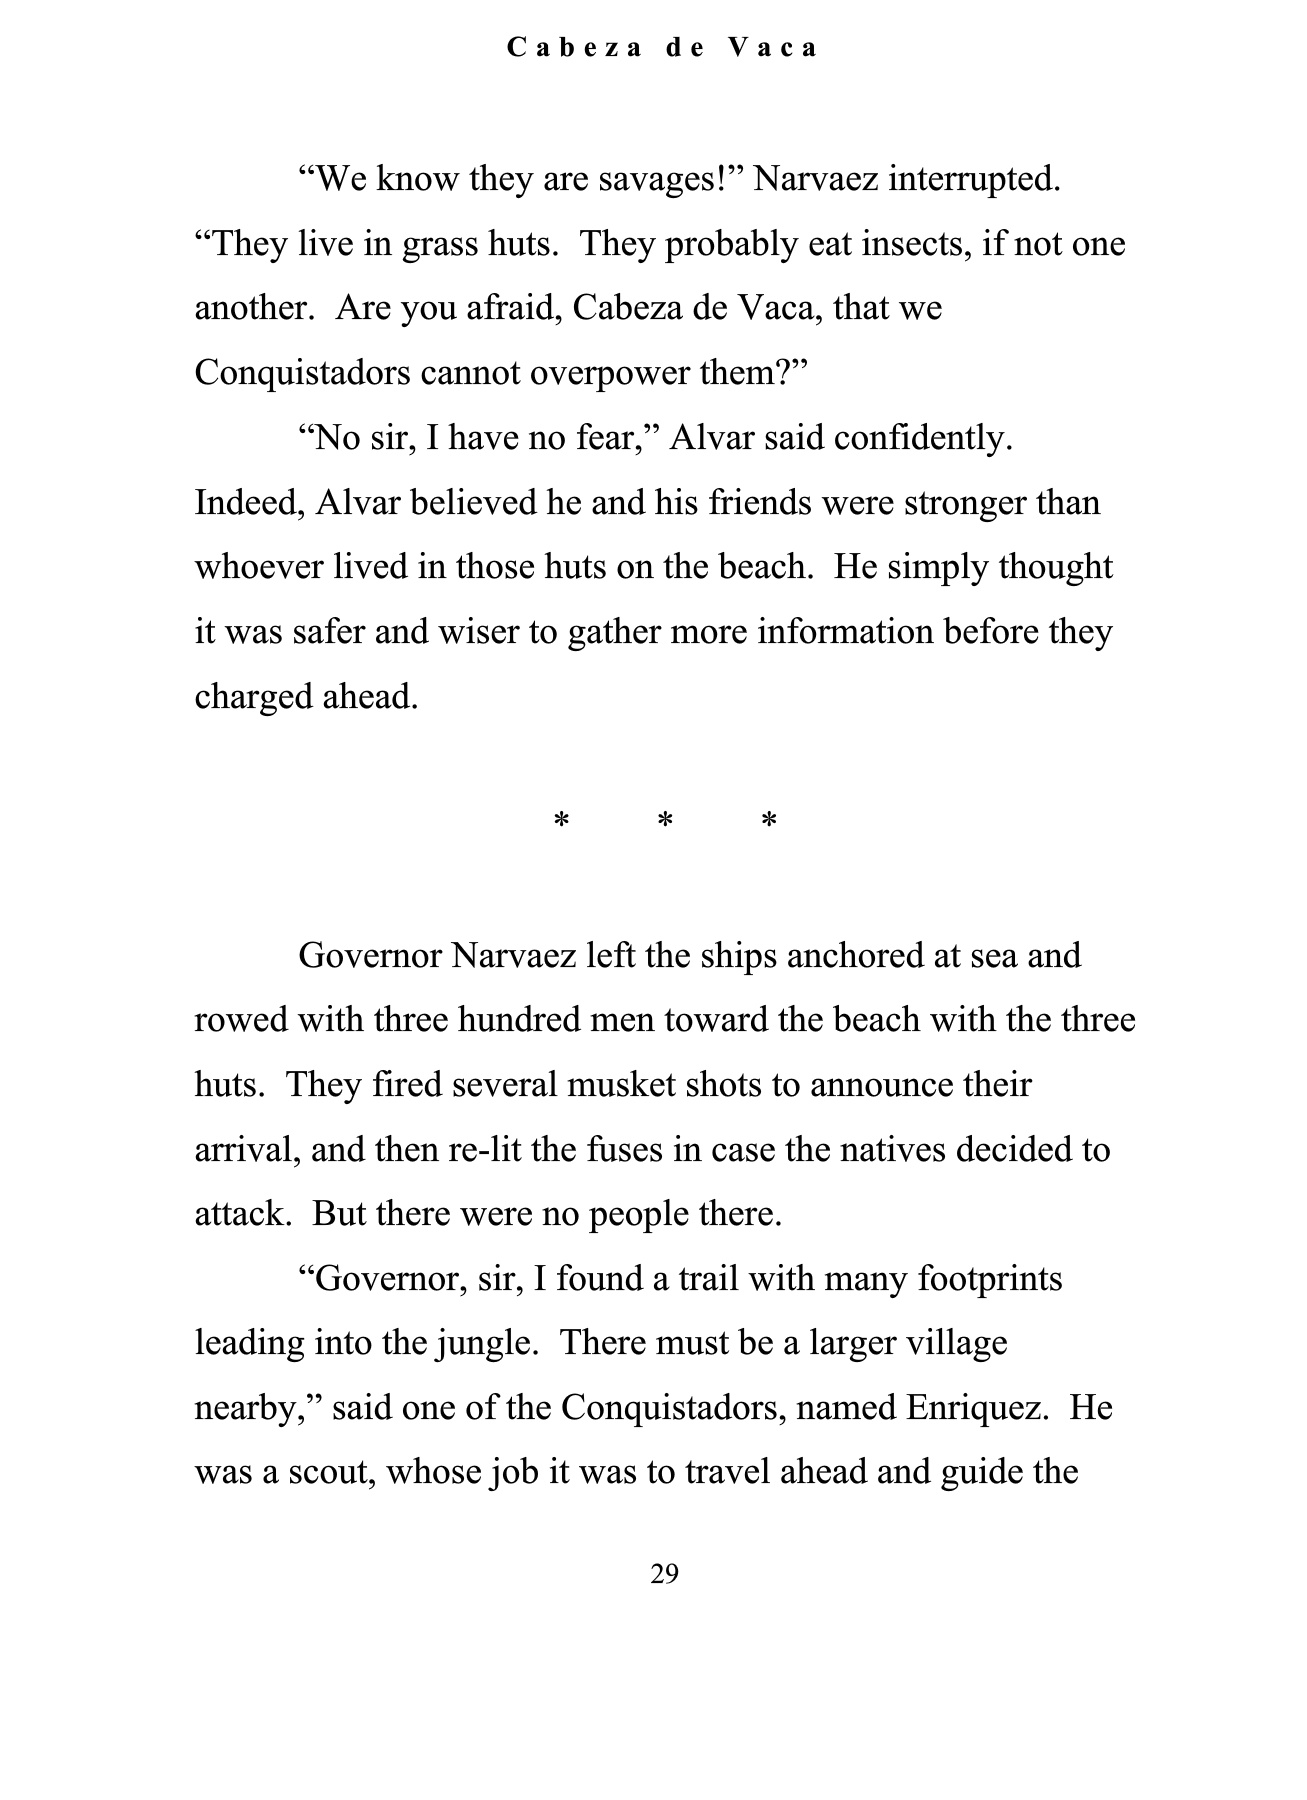 Cabeza de Vaca
“We know they are savages!” Narvaez interrupted.
“They live in grass huts.  They probably eat insects, if not one
another.  Are you afraid, Cabeza de Vaca, that we
Conquistadors cannot overpower them?”
“No sir, I have no fear,” Alvar said confidently.
Indeed, Alvar believed he and his friends were stronger than
whoever lived in those huts on the beach.  He simply thought
it was safer and wiser to gather more information before they
charged ahead.
* * *
Governor Narvaez left the ships anchored at sea and
rowed with three hundred men toward the beach with the three
huts.  They fired several musket shots to announce their
arrival, and then re-lit the fuses in case the natives decided to
attack.  But there were no people there.
“Governor, sir, I found a trail with many footprints
leading into the jungle.  There must be a larger village
nearby,” said one of the Conquistadors, named Enriquez.  He
was a scout, whose job it was to travel ahead and guide the
29